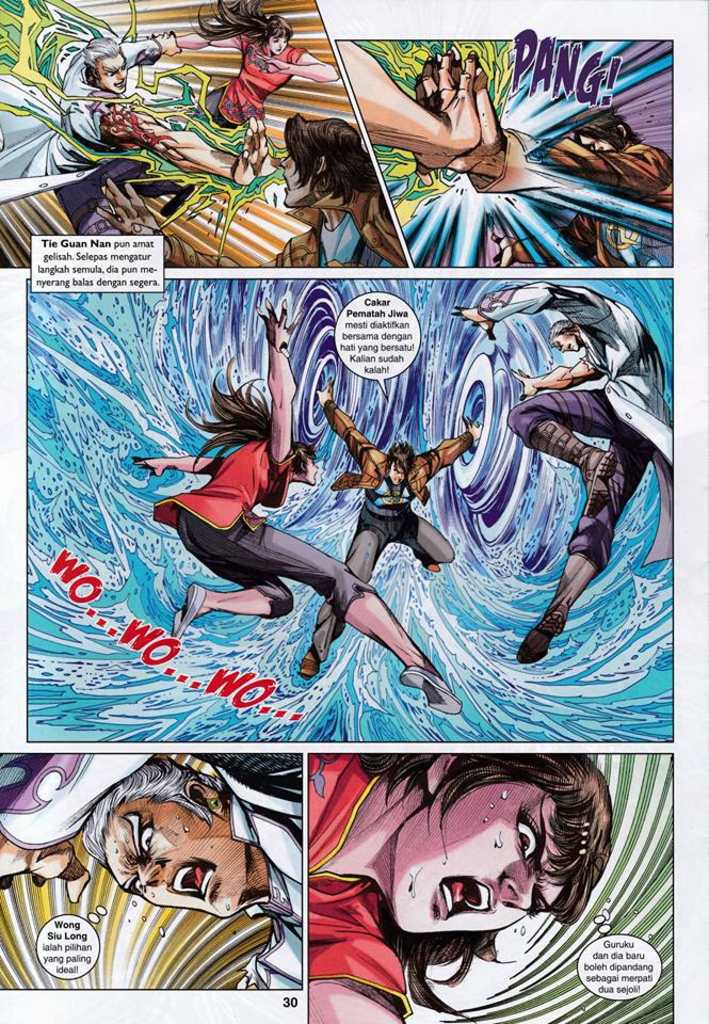 PANG!
Tie Guan Nan pun amat
gelisah. Selepas mengatur
langkah semula, dia pun me-
nyerang balas dengan segera.
Cakar
Pematah Jiwa
mesti diaktifkan
bersama dengan
hati yang bersatu!
Kalian sudah
kalah!
WO...WO...WO...
Wong
Siu Long
ialah pilihan
yang paling
ideal!
Guruku
dan dia baru
boleh dipandang
sebagai merpati
dua sejoli!
30